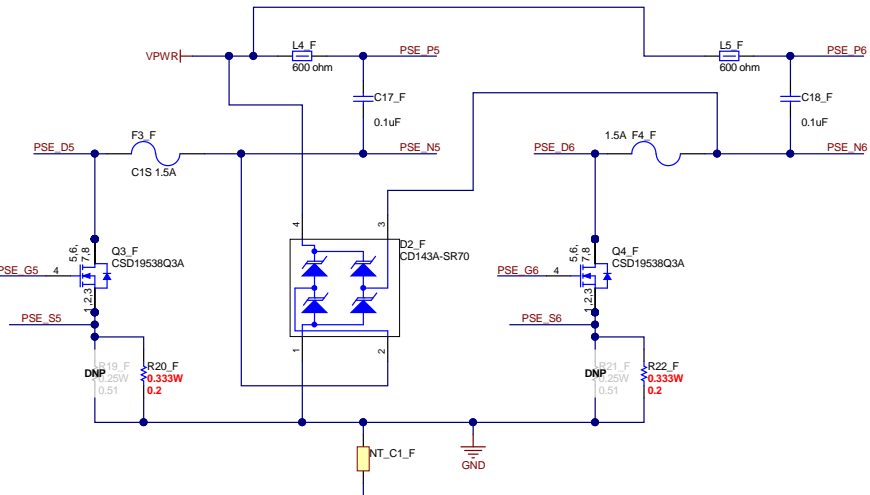 L4_F
L5_F
VPWR
PSE_P5
PSE_P6
600 ohm
600 ohm
C17_F
C18_F
0.1uF
0.1uF
F3_F
1.5A F4_F
PSE_D5
PSE_N5
PSE_D6
PSE_N6
C1S 1.5A
4
3
5,6,
7,8
Q3_F
CSD19538Q3A
D2_F
CD143A-SR70
5,6,
7,8
Q4_F
CSD19538Q3A
PSE_G5
4
PSE_G6
4
1,2,3
1,2,3
PSE_S5
PSE_S6
1
2
R19_F
0.25W
0.51
DNP
R20_F
0.333W
0.2
R21_F
0.25W
0.51
DNP
R22_F
0.333W
0.2
NT_C1_F
GND